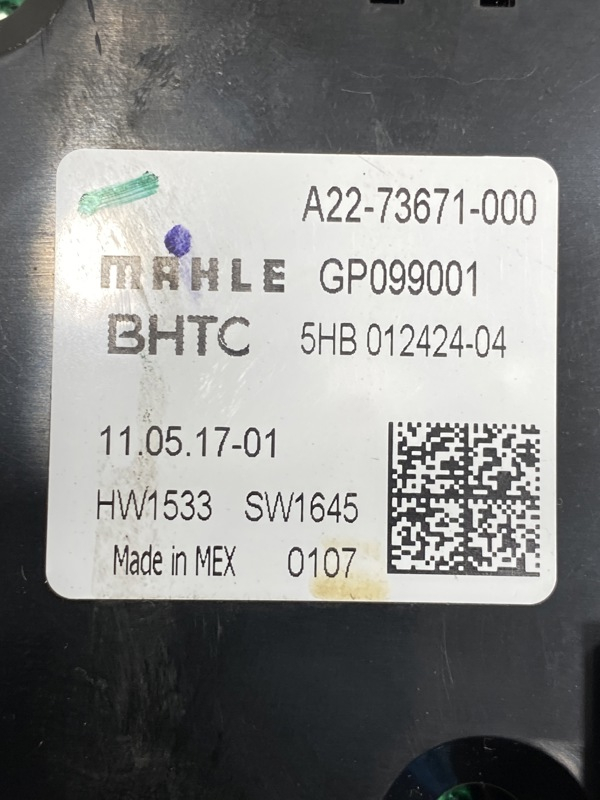 A22-73671-000
MAHLE GP099001
BHTC 5HB 012424-04
11.05.17-01
HW1533 SW1645
Made in MEX 0107